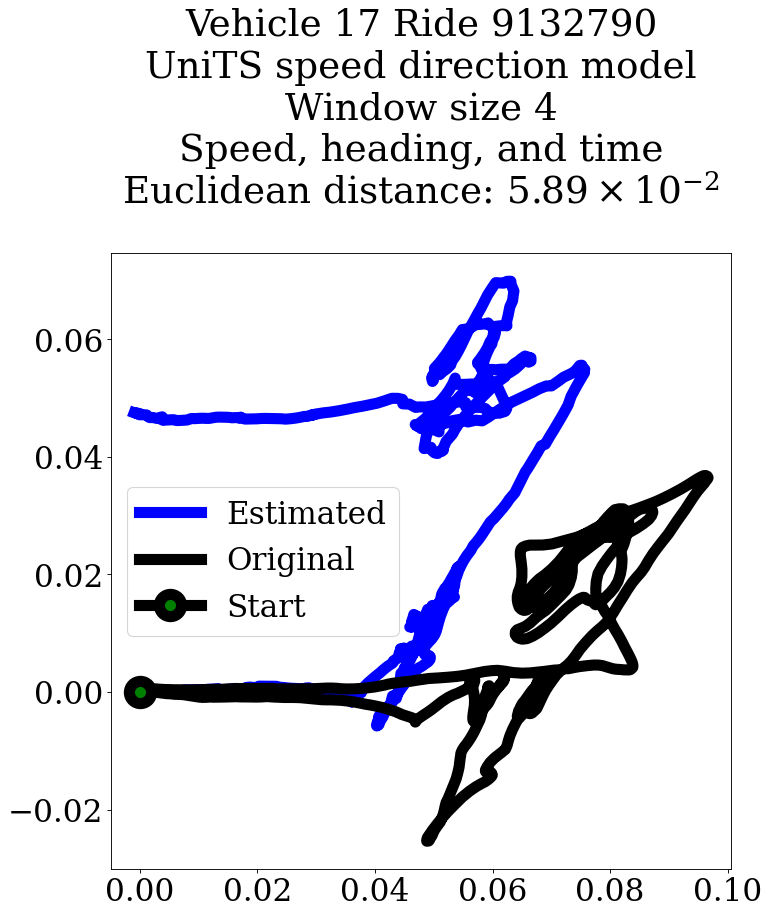 Vehicle 17 Ride 9132790
UniTS speed direction model
Window size 4
Speed, heading, and time
Euclidean distance: 5.89 × 10⁻²
0.06
0.04
0.02
0.00
−0.02
Estimated
Original
Start
0.00 0.02 0.04 0.06 0.08 0.10